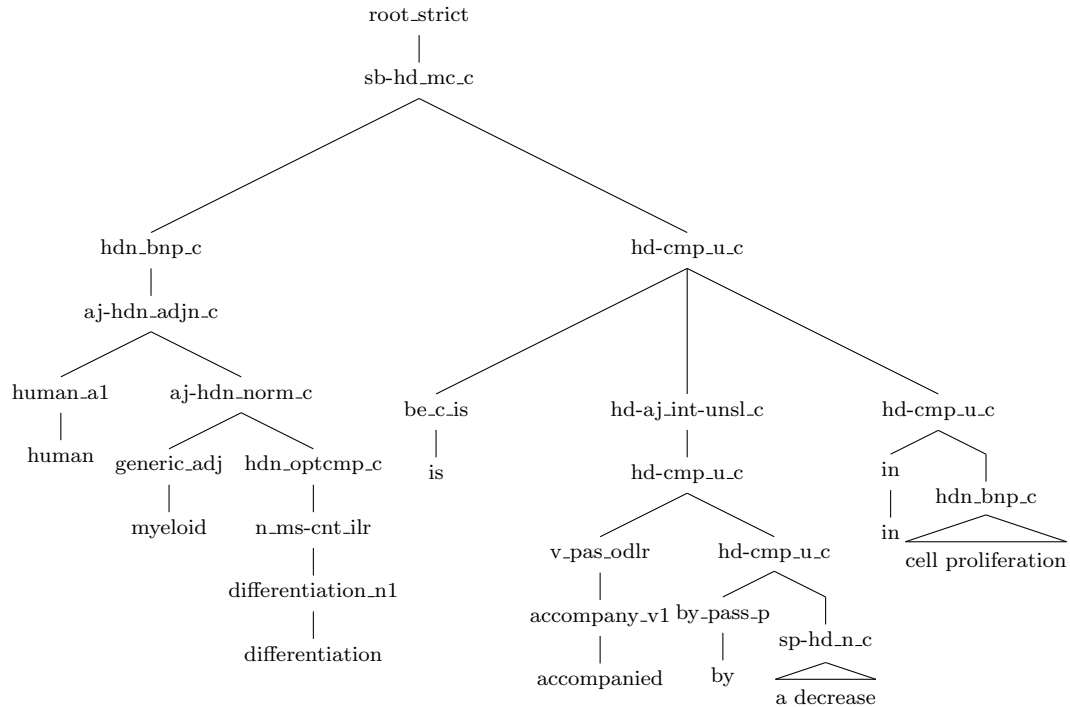 root_strict
sb-hd_mc_c
hdn_bnp_c hd-cmp_u_c
aj-hdn_adjn_c
human_a1 aj-hdn_norm_c be_c_is hd-aj_int-unsl_c hd-cmp_u_c
human generic_adj hdn_optcmp_c is hd-cmp_u_c in hdn_bnp_c
myeloid n_ms-cnt_ilr in
v_pas_odlr hd-cmp_u_c cell proliferation
differentiation_n1 accompany_v1 by_pass_p sp-hd_n_c
differentiation accompanied by a decrease